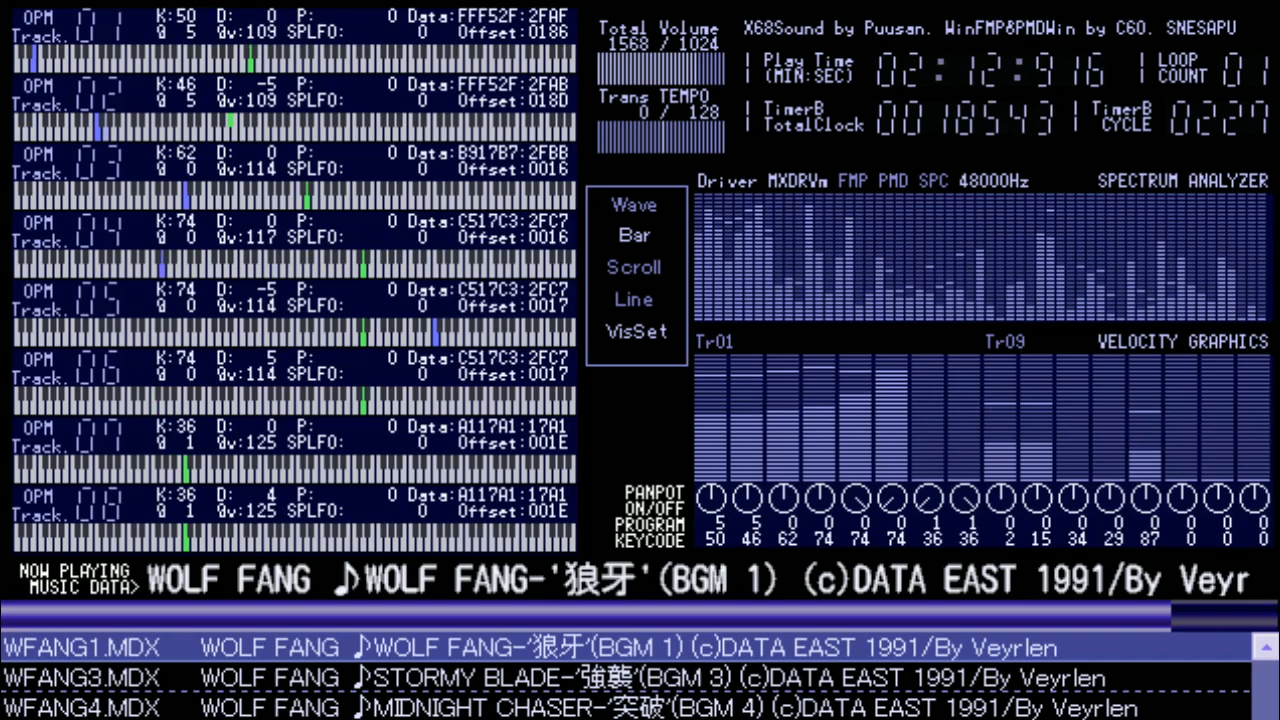 OPM Track. 01 K:50 D: 0 P: 0 Data:FFF52F:2FAF
@ 5 @v:109 SPLFO: 0 Offset:0186
OPM Track. 02 K:46 D: -5 P: 0 Data:FFF52F:2FAB
@ 5 @v:109 SPLFO: 0 Offset:018D
OPM Track. 03 K:62 D: 0 P: 0 Data:B917B7:2FBB
@ 0 @v:114 SPLFO: 0 Offset:0016
OPM Track. 04 K:74 D: 0 P: 0 Data:C517C3:2FC7
@ 0 @v:117 SPLFO: 0 Offset:0016
OPM Track. 05 K:74 D: -5 P: 0 Data:C517C3:2FC7
@ 0 @v:114 SPLFO: 0 Offset:0017
OPM Track. 06 K:74 D: 5 P: 0 Data:C517C3:2FC7
@ 0 @v:114 SPLFO: 0 Offset:0017
OPM Track. 07 K:36 D: 0 P: 0 Data:A117A1:17A1
@ 1 @v:125 SPLFO: 0 Offset:001E
OPM Track. 08 K:36 D: 4 P: 0 Data:A117A1:17A1
@ 1 @v:125 SPLFO: 0 Offset:001E
Total Volume
1568 / 1024
Trans TEMPO
0 / 128
X68Sound by Puusan. WinFMP&PMDWin by C60. SNESAPU
Play Time (MIN:SEC) 02:12:916 LOOP COUNT 01
TimerB TotalClock 0018543 TimerB CYCLE 0227
Wave
Bar
Scroll
Line
VisSet
Driver MXDRVm FMP PMD SPC 48000Hz SPECTRUM ANALYZER
Tr01 Tr09 VELOCITY GRAPHICS
PANPOT
ON/OFF
PROGRAM 5 5 0 0 0 0 1 1 0 0 0 0 0 0 0 0
KEYCODE 50 46 62 74 74 74 36 36 2 15 34 29 87 0 0 0
NOW PLAYING
MUSIC DATA> WOLF FANG ♪WOLF FANG-'狼牙'(BGM 1) (c)DATA EAST 1991/By Veyr
WFANG1.MDX WOLF FANG ♪WOLF FANG-'狼牙'(BGM 1) (c)DATA EAST 1991/By Veyrlen
WFANG3.MDX WOLF FANG ♪STORMY BLADE-'強襲'(BGM 3) (c)DATA EAST 1991/By Veyrlen
WFANG4.MDX WOLF FANG ♪MIDNIGHT CHASER-'突破'(BGM 4) (c)DATA EAST 1991/By Veyrlen